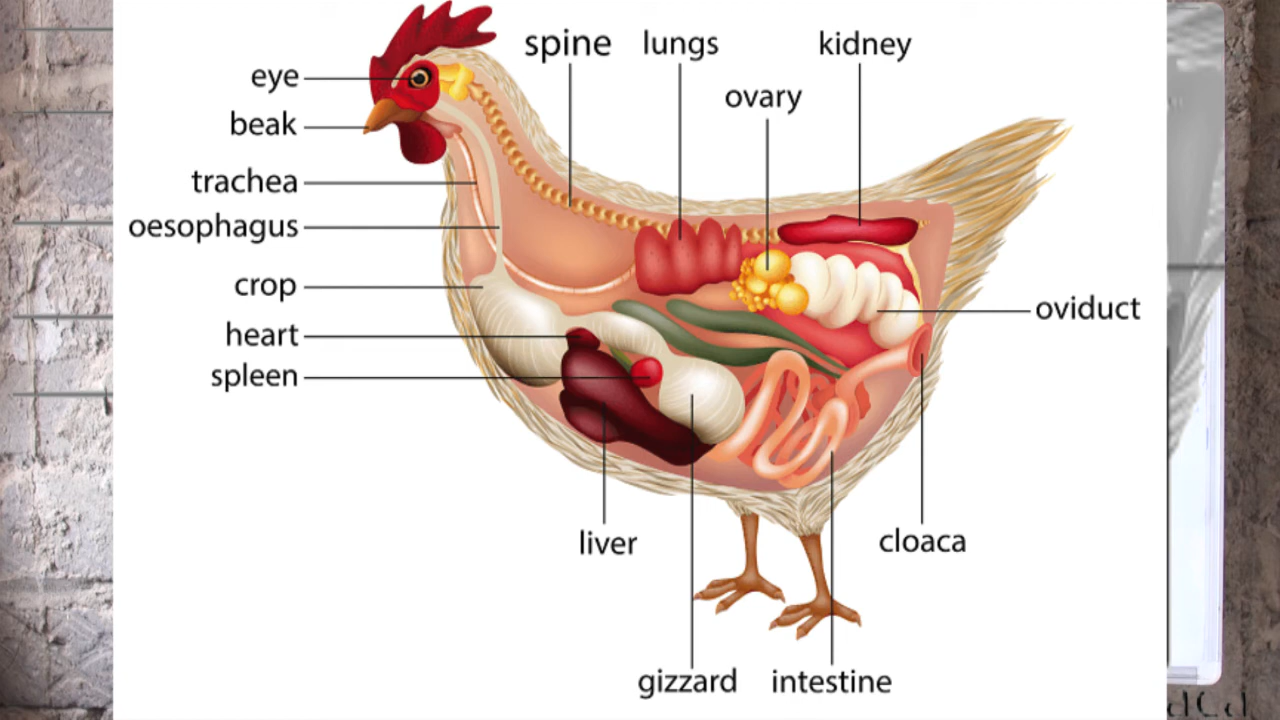 spine
lungs
kidney
eye
ovary
beak
trachea
oesophagus
crop
oviduct
heart
spleen
liver
cloaca
gizzard
intestine